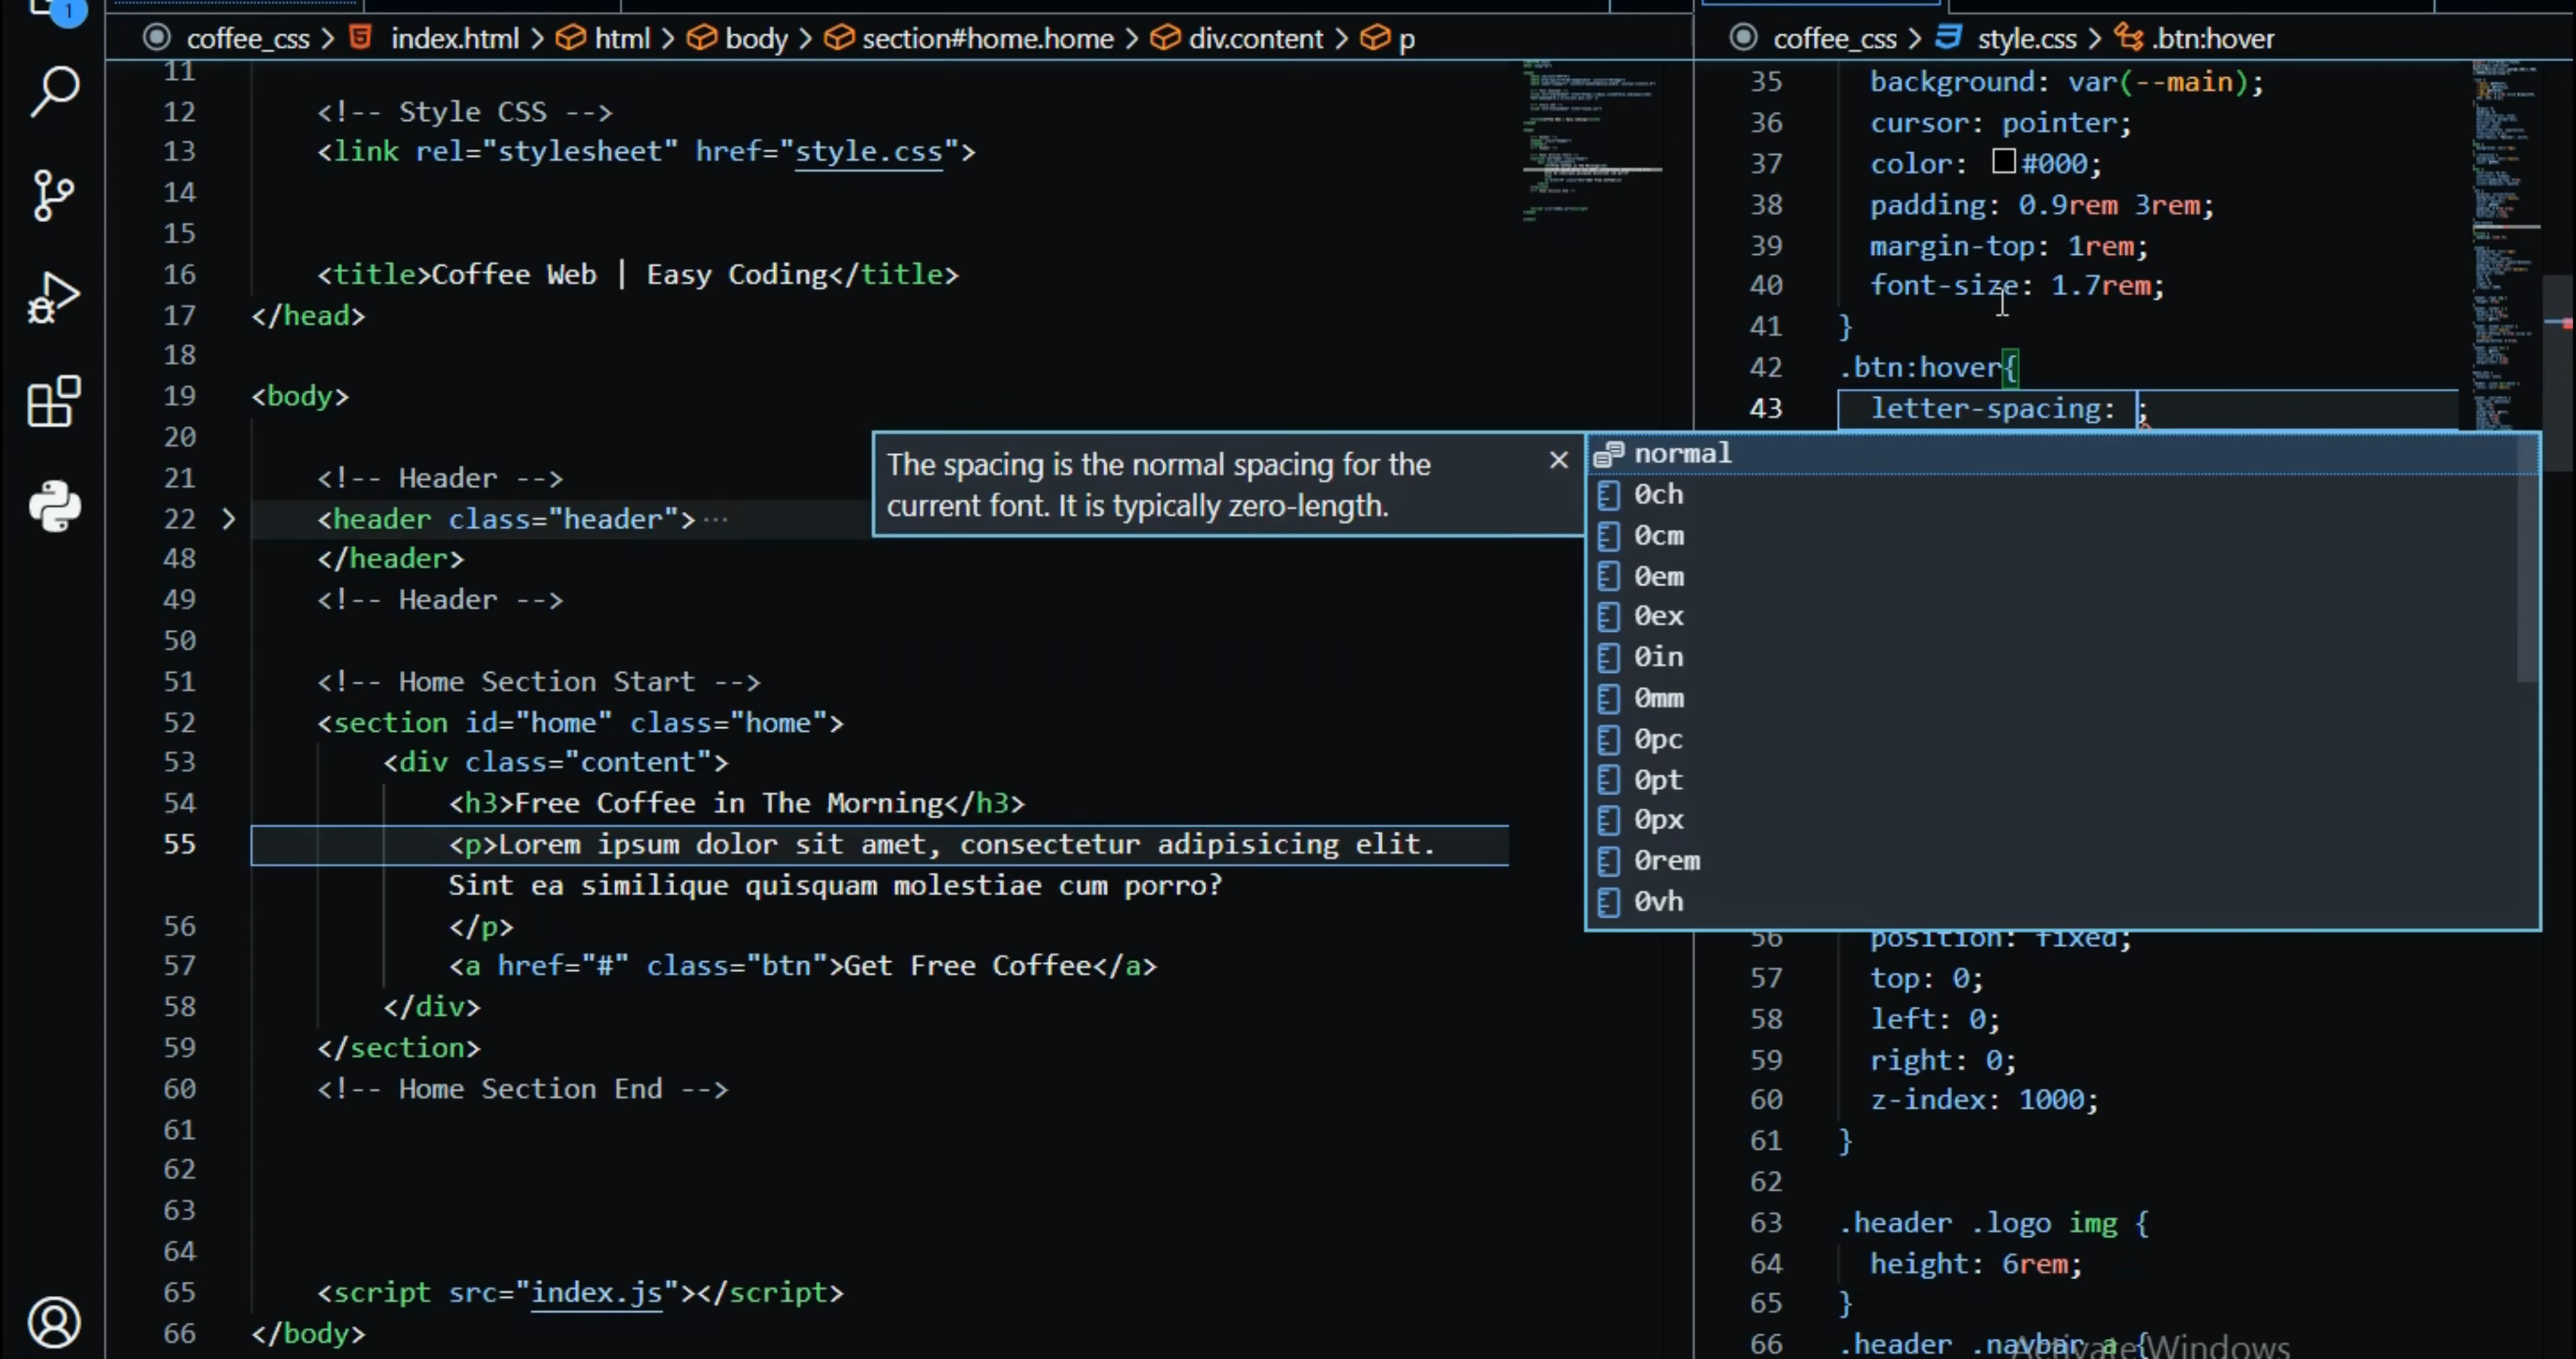 1
coffee_css > index.html > html > body > section#home.home > div.content > p
11
12 <!-- Style CSS -->
13 <link rel="stylesheet" href="style.css">
14
15
16 <title>Coffee Web | Easy Coding</title>
17 </head>
18
19 <body>
20
21 <!-- Header -->
22 > <header class="header"> ···
48 </header>
49 <!-- Header -->
50
51 <!-- Home Section Start -->
52 <section id="home" class="home">
53 <div class="content">
54 <h3>Free Coffee in The Morning</h3>
55 <p>Lorem ipsum dolor sit amet, consectetur adipisicing elit.
Sint ea similique quisquam molestiae cum porro?
56 </p>
57 <a href="#" class="btn">Get Free Coffee</a>
58 </div>
59 </section>
60 <!-- Home Section End -->
61
62
63
64
65 <script src="index.js"></script>
66 </body>
The spacing is the normal spacing for the
current font. It is typically zero-length.
coffee_css > style.css > .btn:hover
35 background: var(--main);
36 cursor: pointer;
37 color: #000;
38 padding: 0.9rem 3rem;
39 margin-top: 1rem;
40 font-size: 1.7rem;
41 }
42 .btn:hover{
43 letter-spacing: ;
normal
0ch
0cm
0em
0ex
0in
0mm
0pc
0pt
0px
0rem
0vh
56 position: fixed;
57 top: 0;
58 left: 0;
59 right: 0;
60 z-index: 1000;
61 }
62
63 .header .logo img {
64 height: 6rem;
65 }
66 .header .navbar a {
Activate Windows